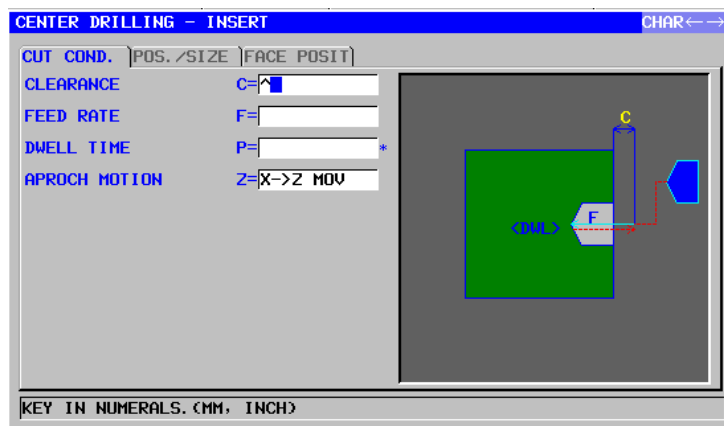 CENTER DRILLING - INSERT CHAR←→
CUT COND. POS./SIZE FACE POSIT
CLEARANCE C=^
FEED RATE F=
DWELL TIME P= *
APROCH MOTION Z=X->Z MOV
C
<DWL> F
KEY IN NUMERALS.(MM, INCH)